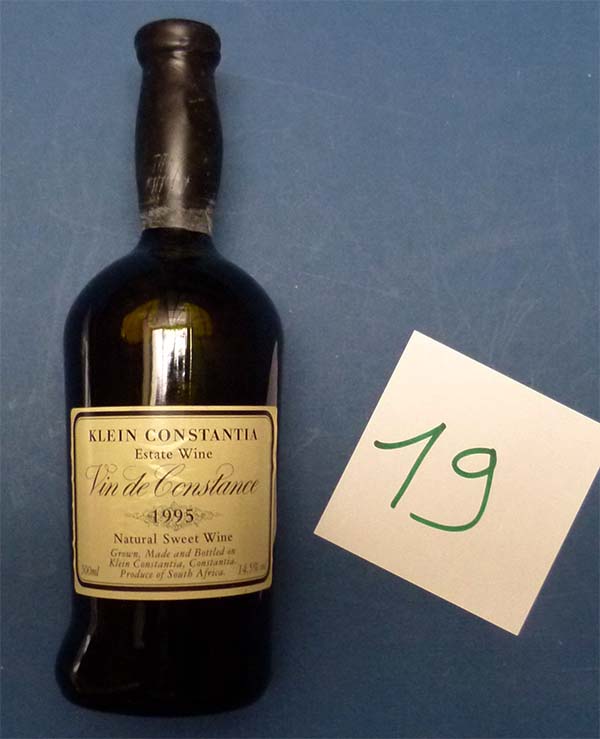 KLEIN CONSTANTIA
Estate Wine
Vin de Constance
1995
Natural Sweet Wine
Grown, Made and Bottled on
Klein Constantia, Constantia.
500ml Produce of South Africa. 14.5%
19